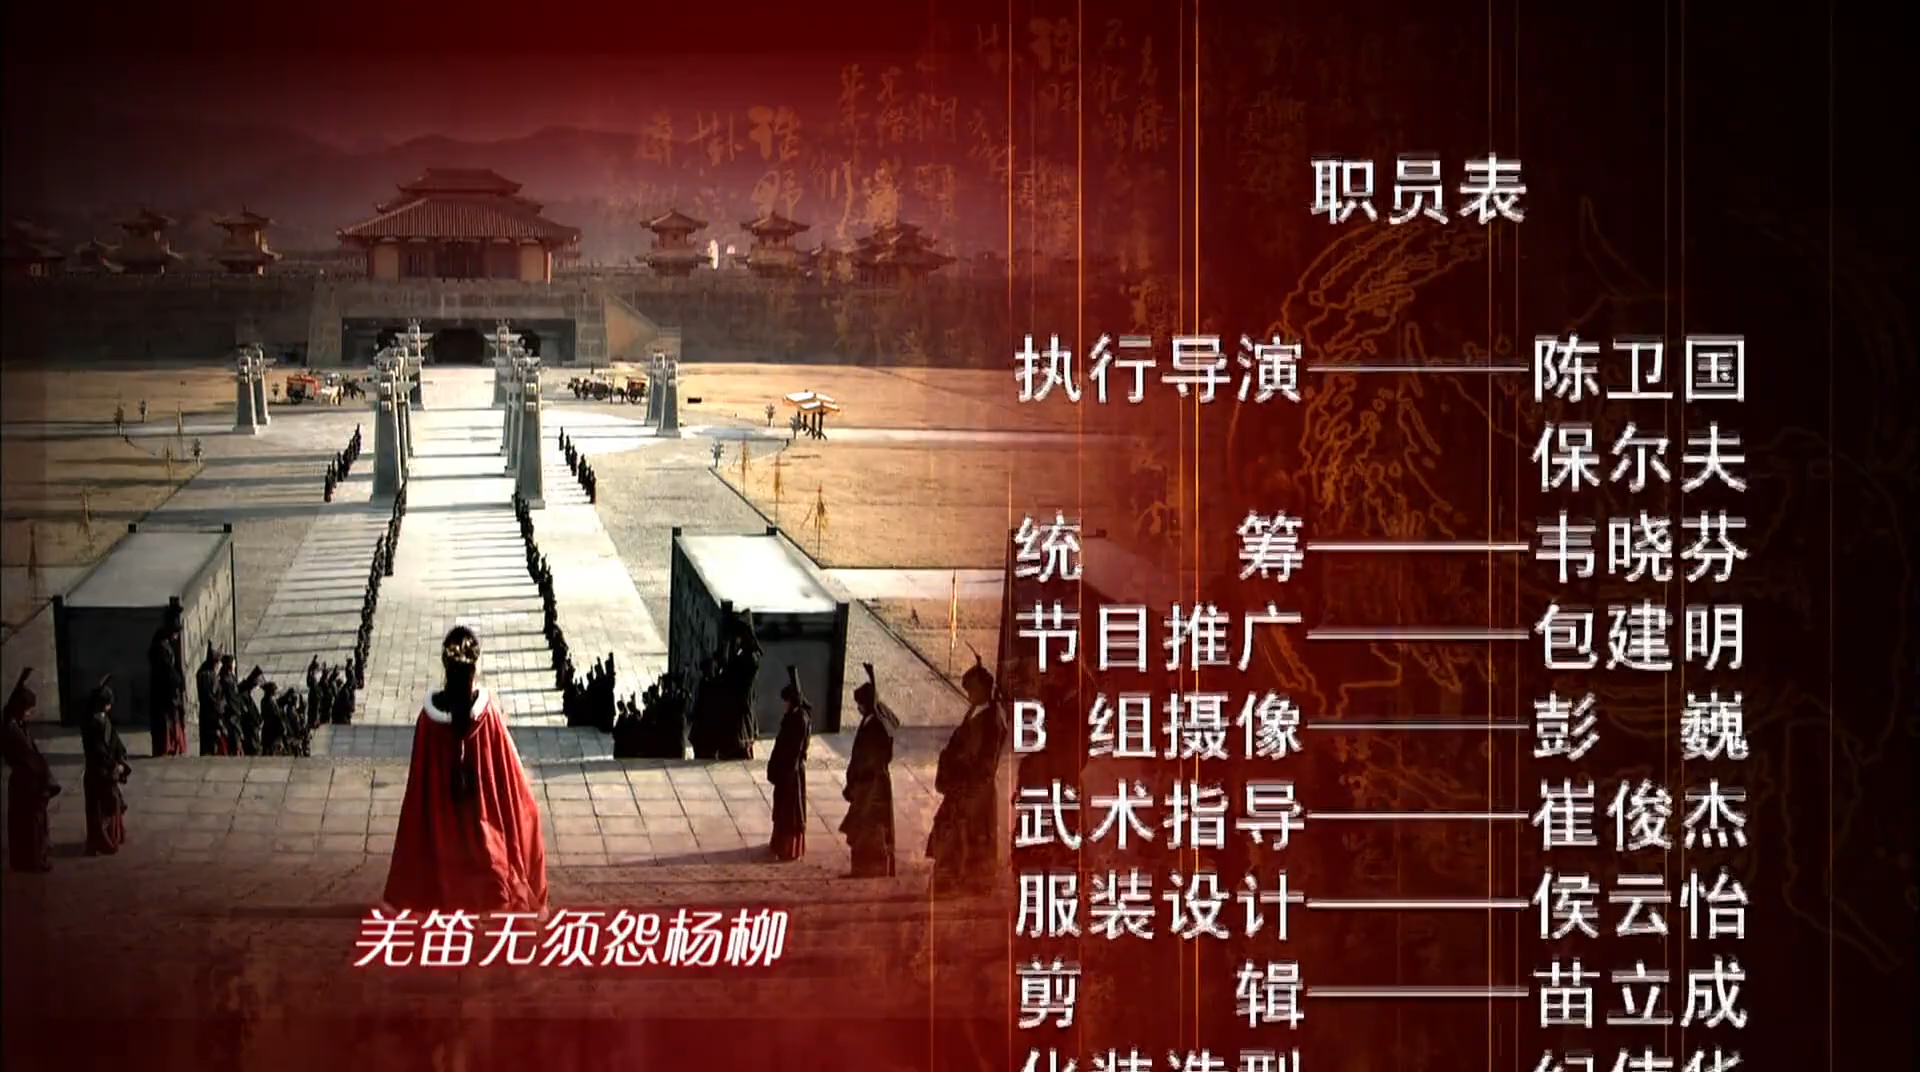 职员表
执行导演——陈卫国
保尔夫
统筹——韦晓芬
节目推广——包建明
B组摄像——彭巍
武术指导——崔俊杰
服装设计——侯云怡
剪辑——苗立成
羌笛无须怨杨柳